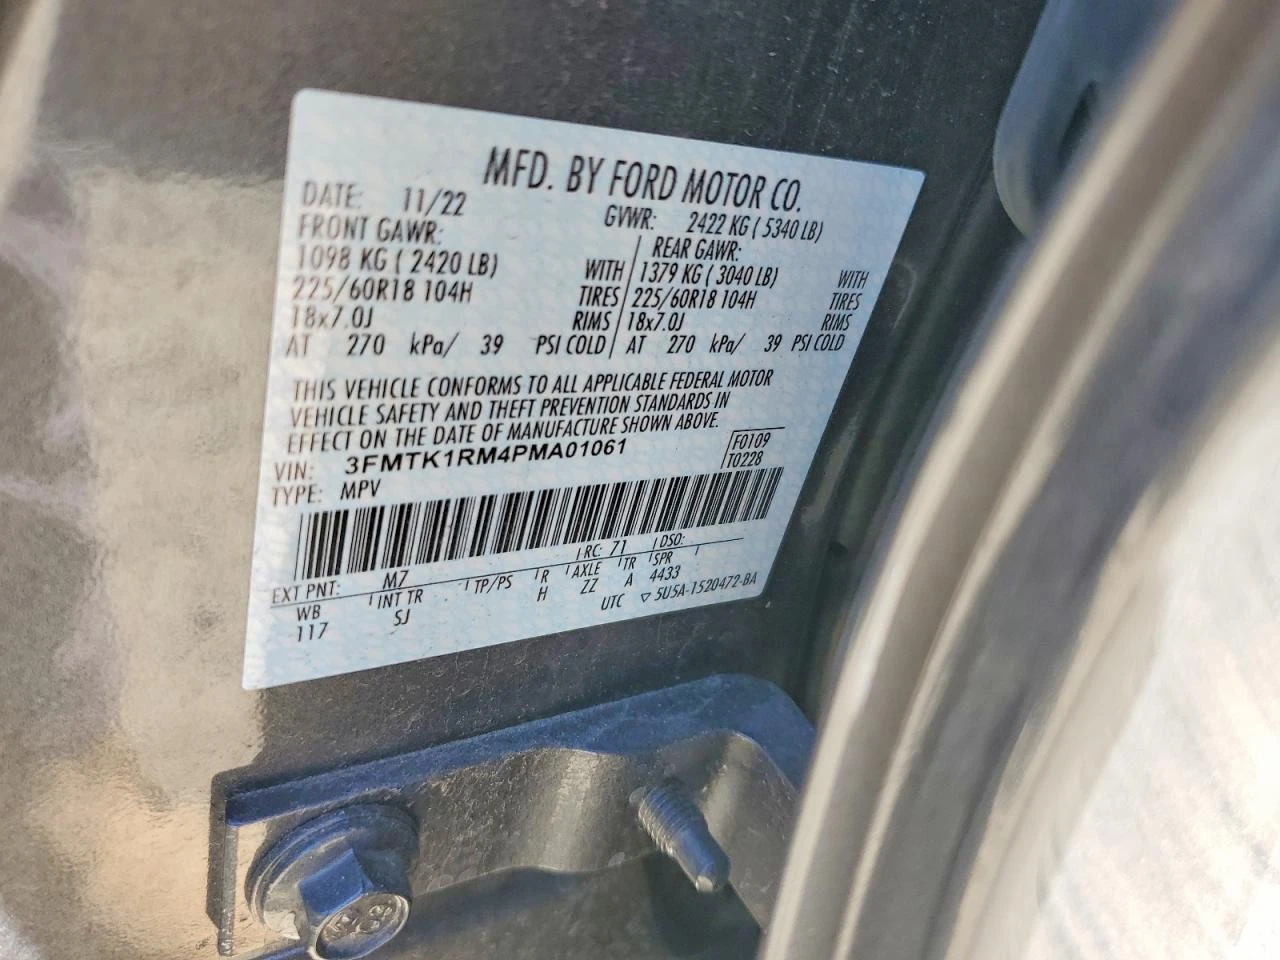 MFD. BY FORD MOTOR CO.
DATE: 11/22 GVWR: 2422 KG ( 5340 LB)
FRONT GAWR: REAR GAWR:
1098 KG ( 2420 LB) WITH 1379 KG ( 3040 LB) WITH
225/60R18 104H TIRES 225/60R18 104H TIRES
18x7.0J RIMS 18x7.0J RIMS
AT 270 kPa/ 39 PSI COLD AT 270 kPa/ 39 PSI COLD
THIS VEHICLE CONFORMS TO ALL APPLICABLE FEDERAL MOTOR
VEHICLE SAFETY AND THEFT PREVENTION STANDARDS IN
EFFECT ON THE DATE OF MANUFACTURE SHOWN ABOVE.
VIN: 3FMTK1RM4PMA01061 F0109
TYPE: MPV T0228
EXT PNT: M7 RC: 71 DSO:
WB INT TR TP/PS R AXLE TR SPR
117 SJ H ZZ A 4433
UTC ▽ 5U5A-1520472-BA